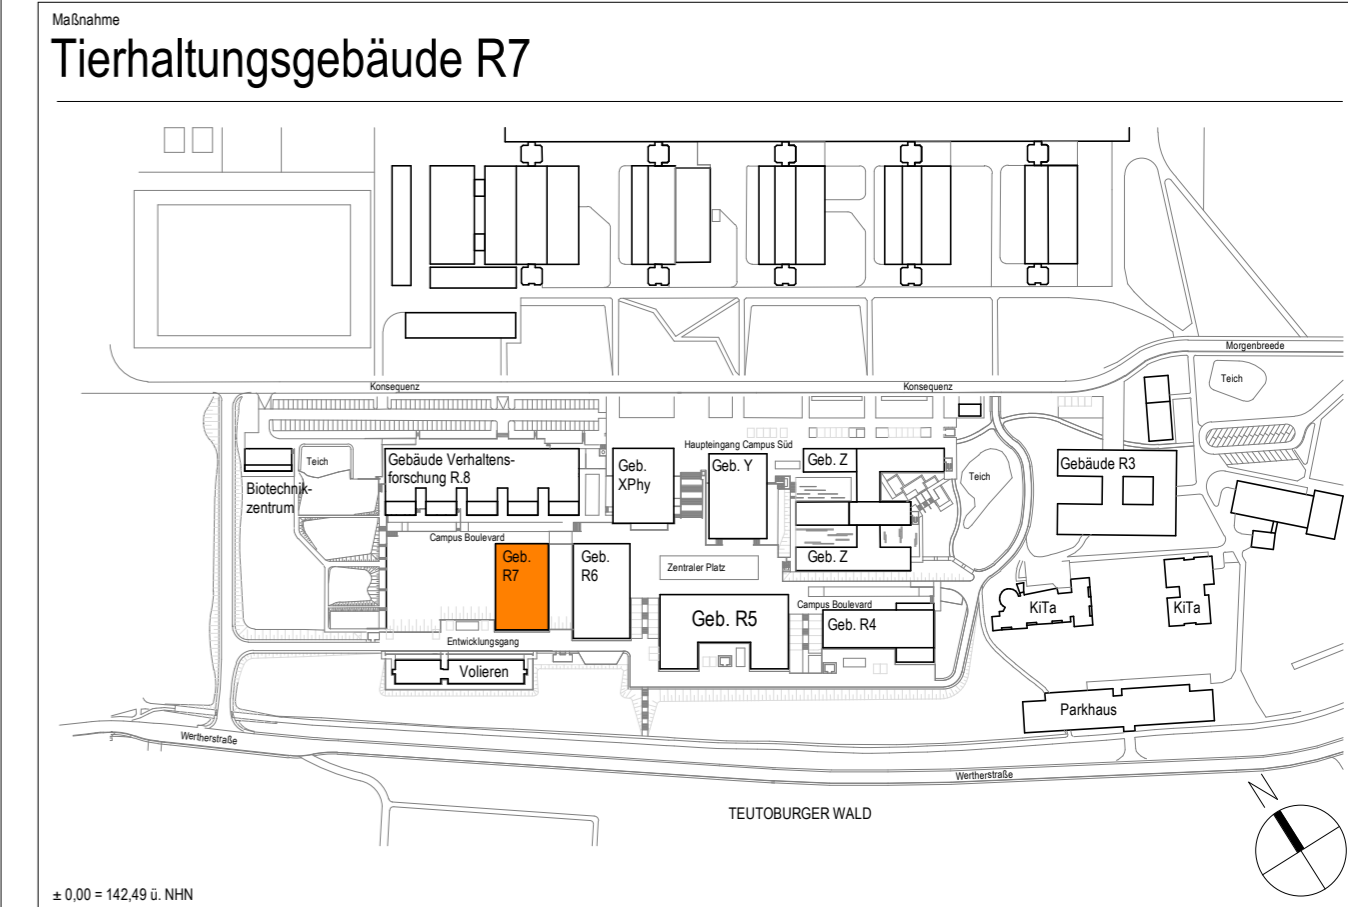 Maßnahme
Tierhaltungsgebäude R7
Morgenbreede
Konsequenz
Konsequenz
Teich
Haupteingang Campus Süd
Teich
Gebäude Verhaltens-
forschung R.8
Geb.
XPhy
Geb. Y
Geb. Z
Teich
Gebäude R3
Biotechnik-
zentrum
Campus Boulevard
Geb.
R7
Geb.
R6
Zentraler Platz
Geb. Z
Campus Boulevard
KiTa
KiTa
Geb. R5
Geb. R4
Entwicklungsgang
Volieren
Parkhaus
Wertherstraße
Wertherstraße
TEUTOBURGER WALD
N
± 0,00 = 142,49 ü. NHN